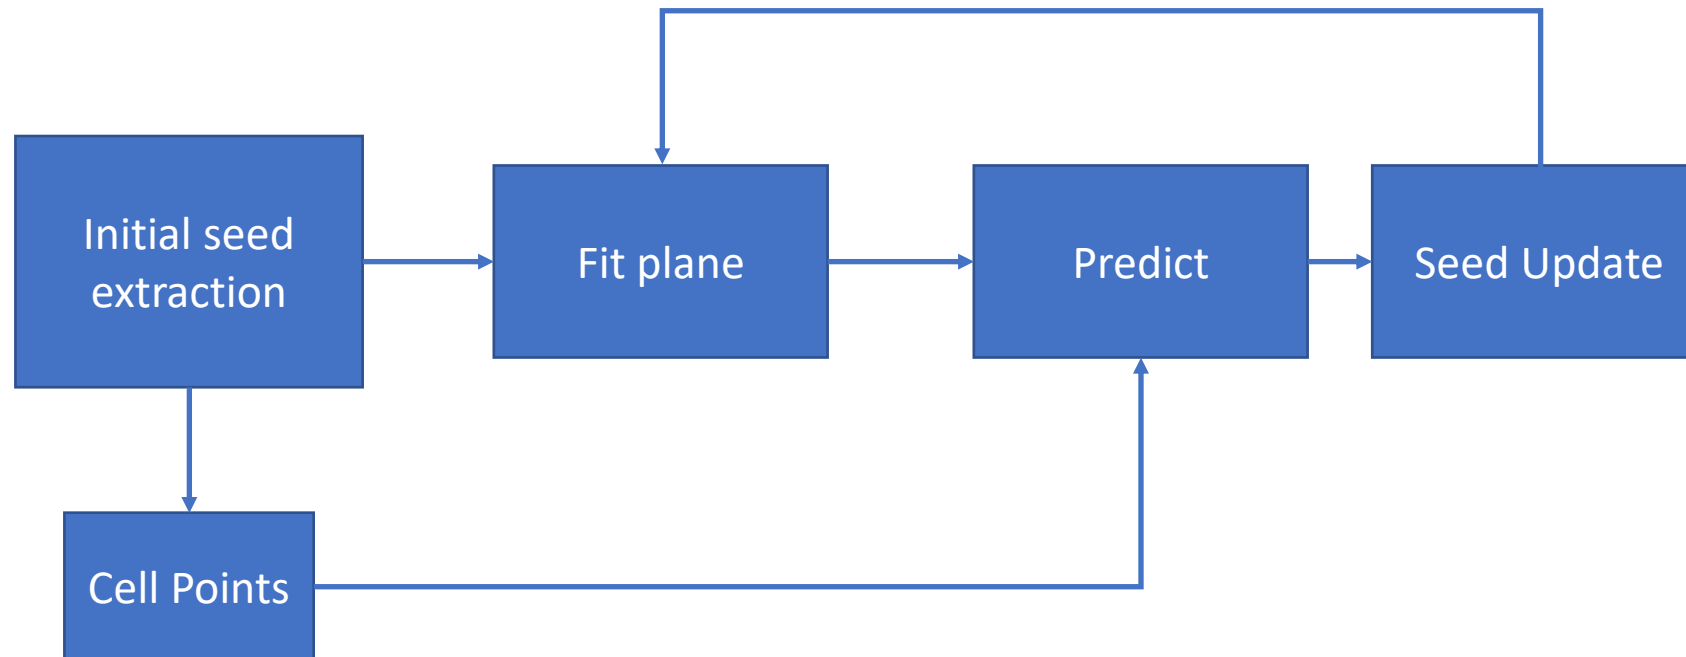 Initial seed
extraction
Fit plane
Predict
Seed Update
Cell Points